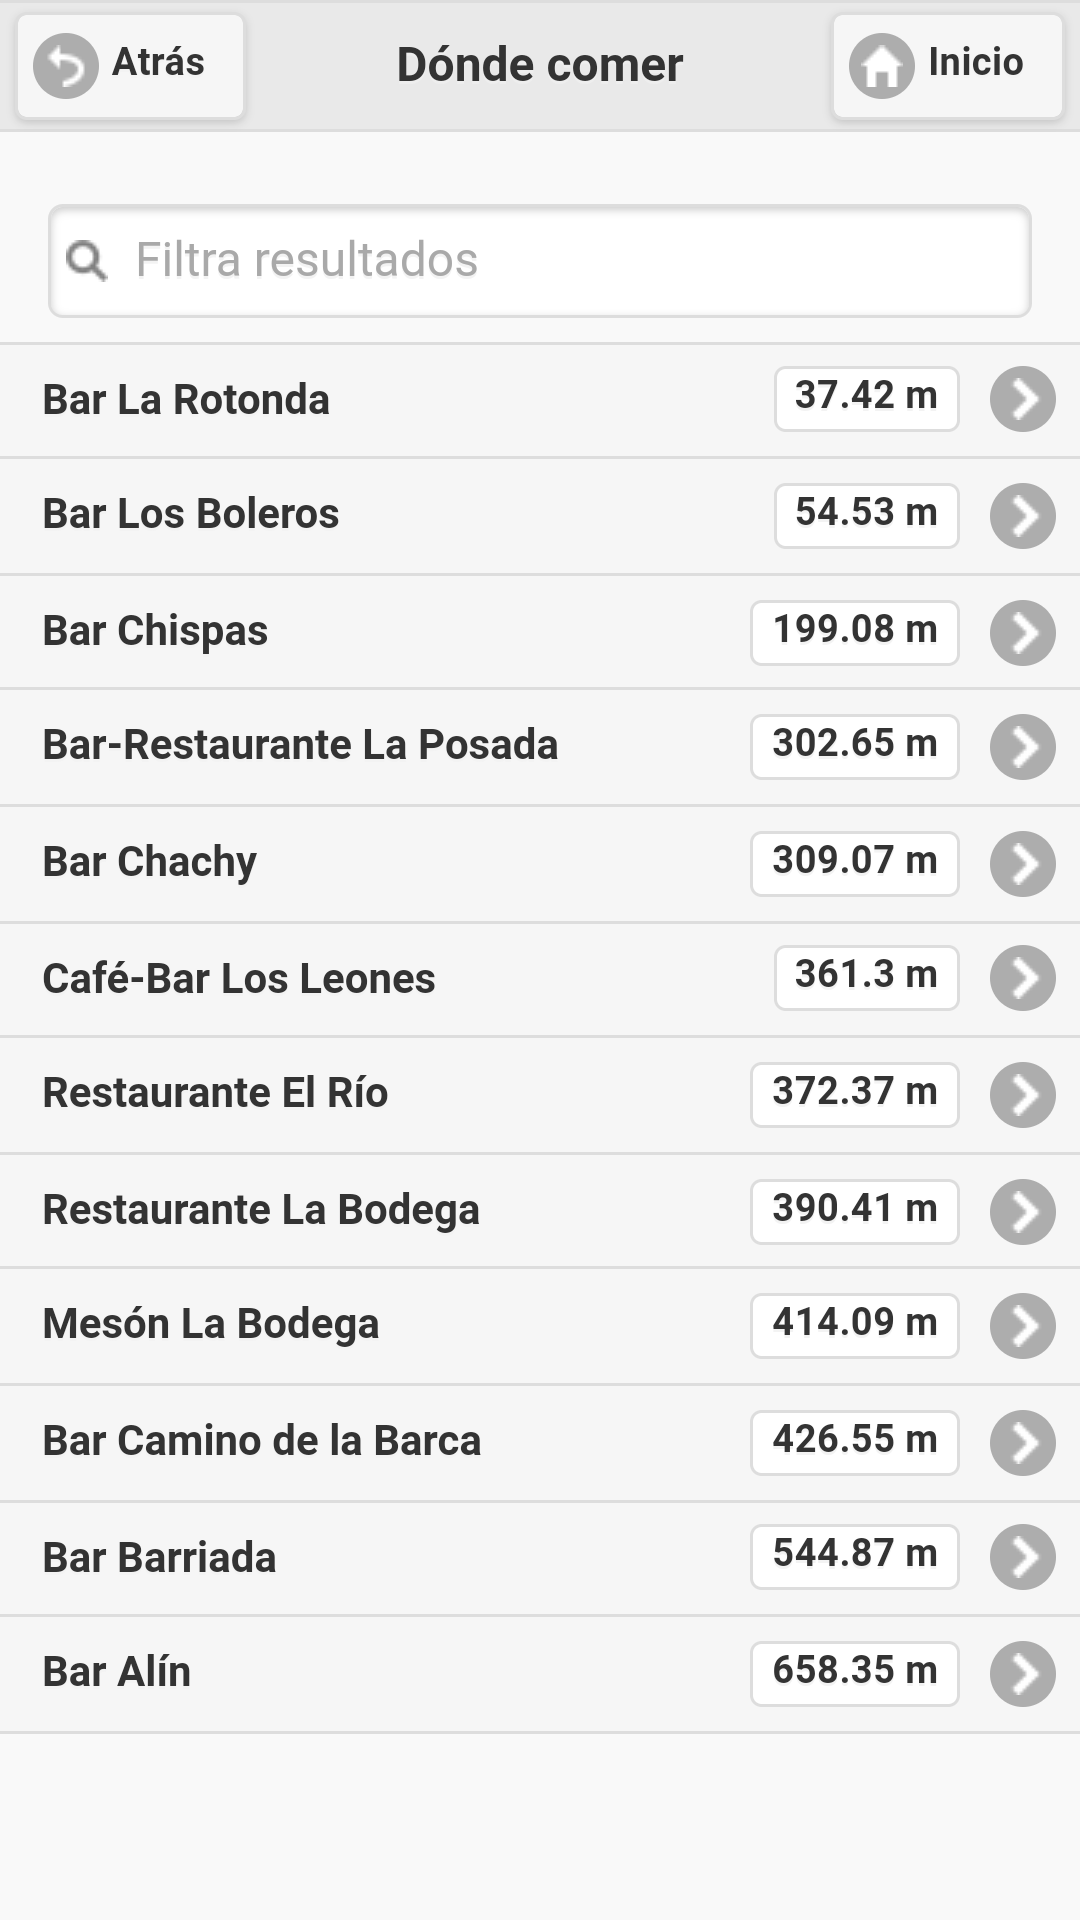 Atrás
Dónde comer
Inicio
Filtra resultados
Bar La Rotonda 37.42 m
Bar Los Boleros 54.53 m
Bar Chispas 199.08 m
Bar-Restaurante La Posada 302.65 m
Bar Chachy 309.07 m
Café-Bar Los Leones 361.3 m
Restaurante El Río 372.37 m
Restaurante La Bodega 390.41 m
Mesón La Bodega 414.09 m
Bar Camino de la Barca 426.55 m
Bar Barriada 544.87 m
Bar Alín 658.35 m